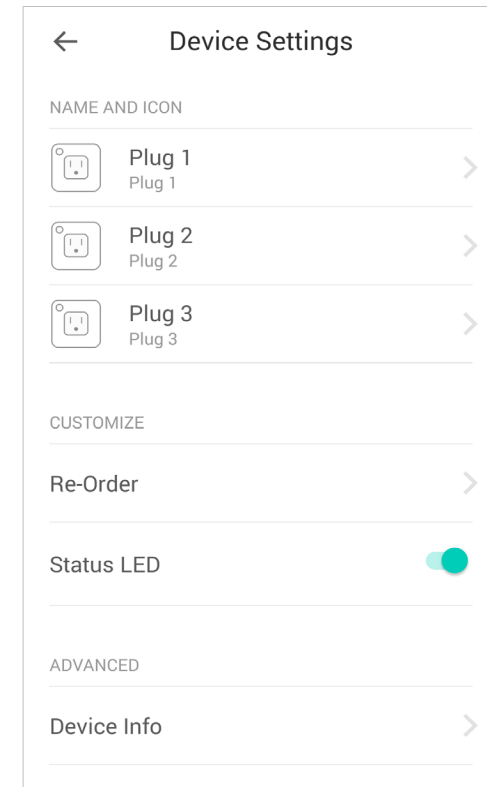 Device Settings
NAME AND ICON
Plug 1
Plug 1
Plug 2
Plug 2
Plug 3
Plug 3
CUSTOMIZE
Re-Order
Status LED
ADVANCED
Device Info